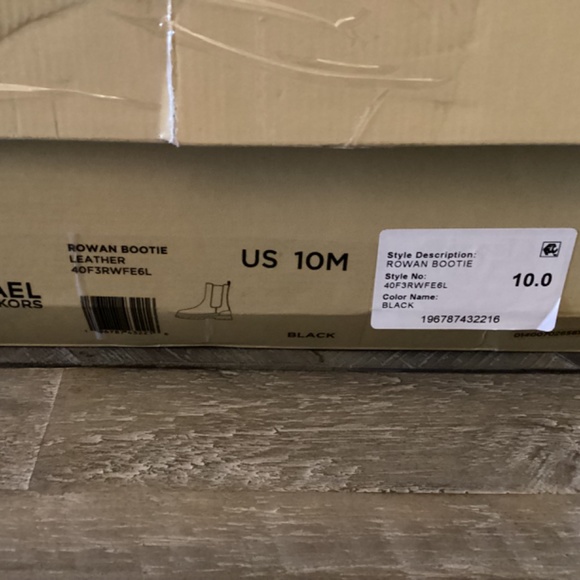 ROWAN BOOTIE
LEATHER
40F3RWFE6L
AEL
KORS
US 10M
BLACK
Style Description:
ROWAN BOOTIE
Style No:
40F3RWFE6L
10.0
Color Name:
BLACK
196787432216